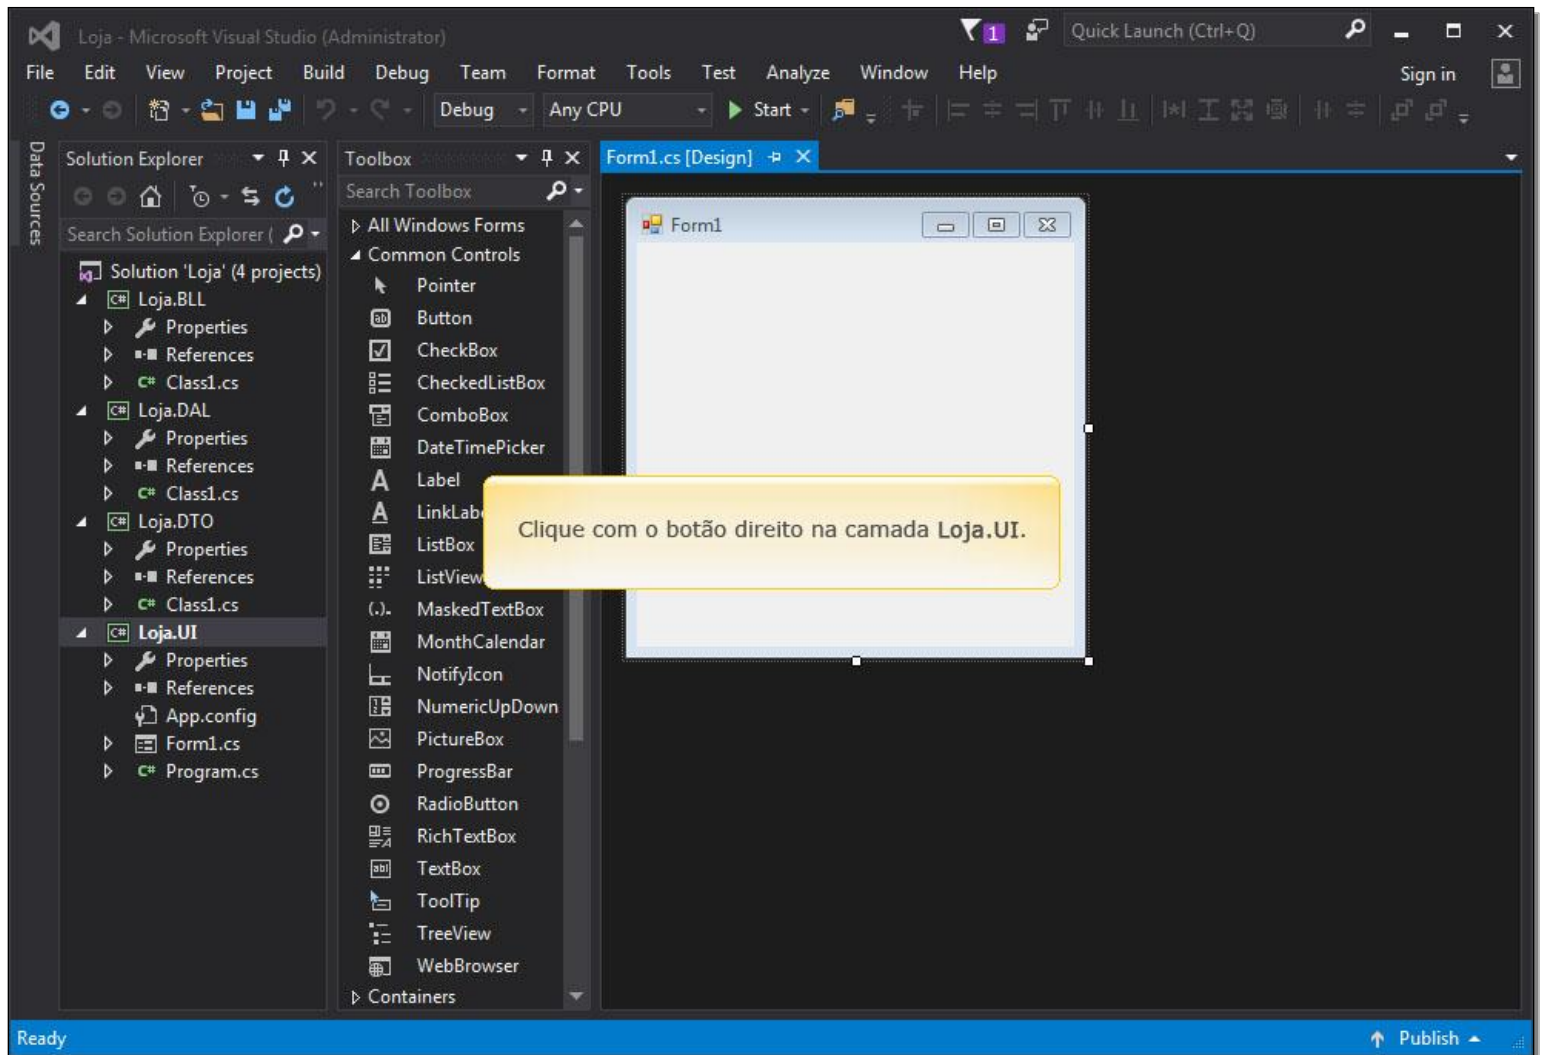 Loja - Microsoft Visual Studio (Administrator)
1
Quick Launch (Ctrl+Q)
File Edit View Project Build Debug Team Format Tools Test Analyze Window Help
Sign in
Debug Any CPU Start
Data Sources
Solution Explorer
Search Solution Explorer (
Solution 'Loja' (4 projects)
C# Loja.BLL
Properties
References
C# Class1.cs
C# Loja.DAL
Properties
References
C# Class1.cs
C# Loja.DTO
Properties
References
C# Class1.cs
C# Loja.UI
Properties
References
App.config
Form1.cs
C# Program.cs
Toolbox
Search Toolbox
All Windows Forms
Common Controls
Pointer
Button
CheckBox
CheckedListBox
ComboBox
DateTimePicker
Label
LinkLabe
ListBox
ListView
MaskedTextBox
MonthCalendar
NotifyIcon
NumericUpDown
PictureBox
ProgressBar
RadioButton
RichTextBox
TextBox
ToolTip
TreeView
WebBrowser
Containers
Form1.cs [Design]
Form1
Clique com o botão direito na camada Loja.UI.
Ready
Publish